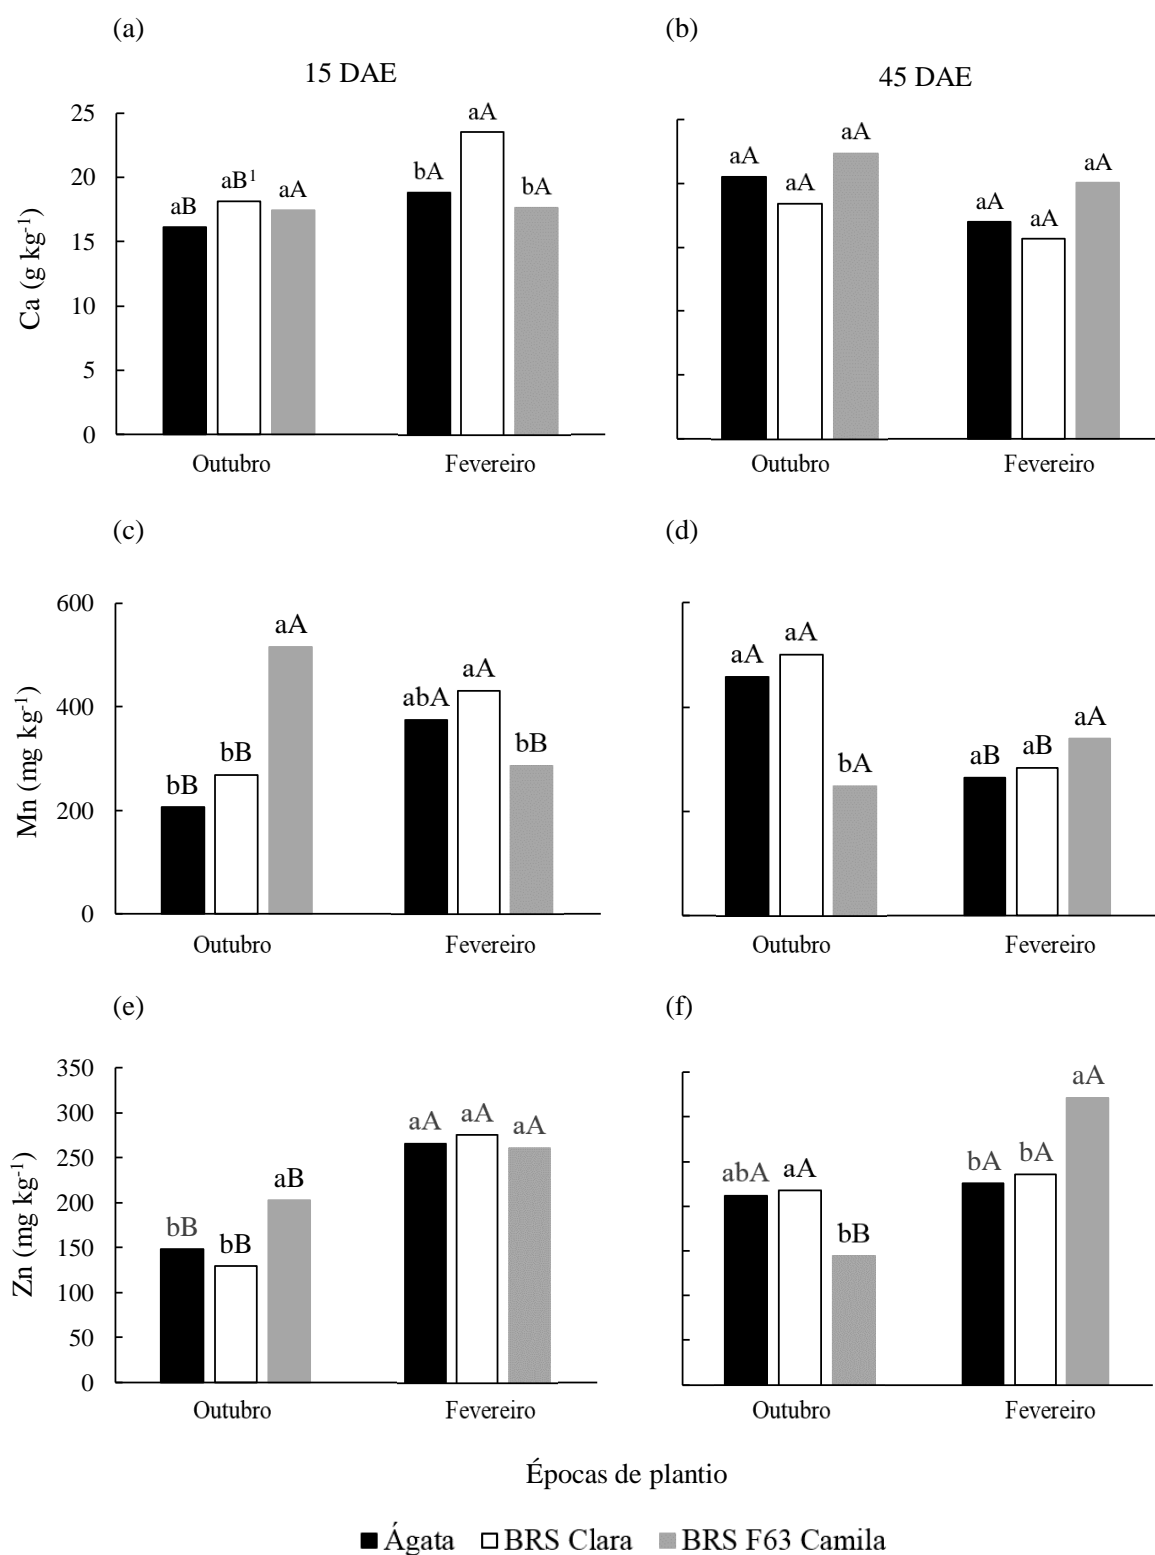 (a) (b)
15 DAE 45 DAE
Ca (g kg-1)
25
20
15
10
5
0
aB aB1 aA bA aA bA
aA aA aA aA aA aA
Outubro Fevereiro Outubro Fevereiro
(c) (d)
Mn (mg kg-1)
600
400
200
0
bB bB aA abA aA bB
aA aA bA aB aB aA
Outubro Fevereiro Outubro Fevereiro
(e) (f)
Zn (mg kg-1)
350
300
250
200
150
100
50
0
bB bB aB aA aA aA
abA aA bB bA bA aA
Outubro Fevereiro Outubro Fevereiro
Épocas de plantio
Ágata BRS Clara BRS F63 Camila